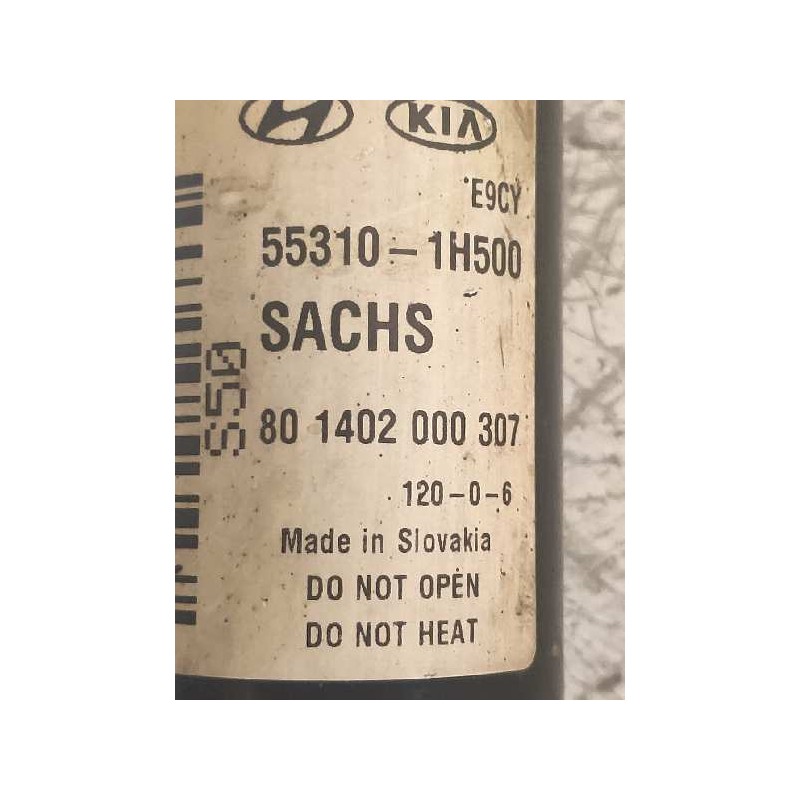 KIA
E9CY
55310-1H500
SACHS
S50
80 1402 000 307
120-0-6
Made in Slovakia
DO NOT OPEN
DO NOT HEAT